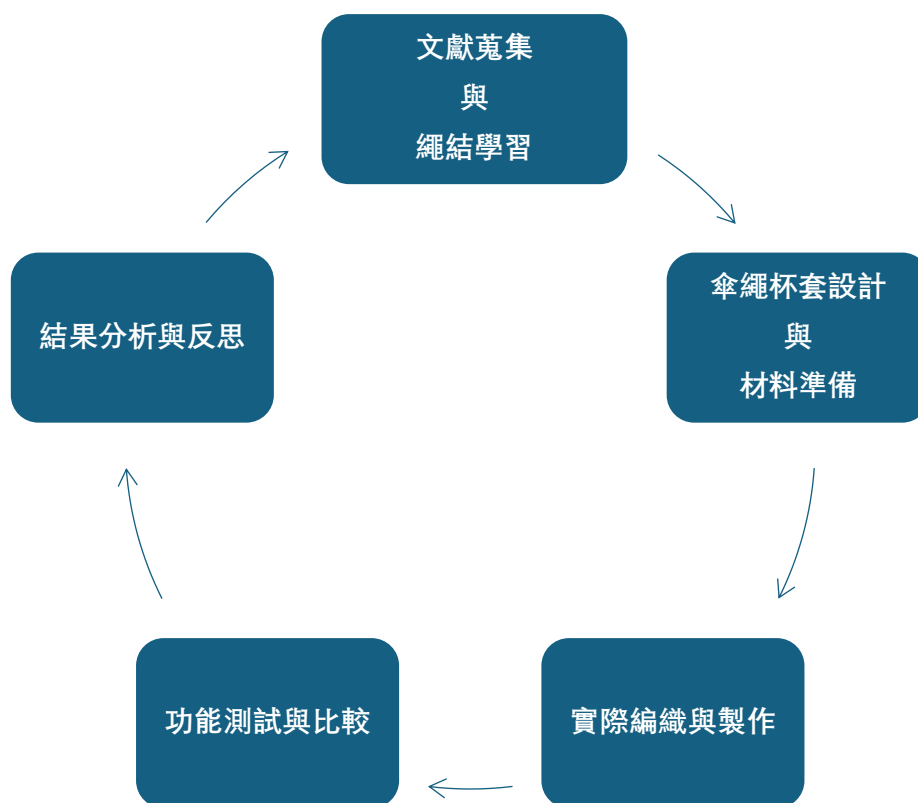 文獻蒐集
與
繩結學習
傘繩杯套設計
與
材料準備
實際編織與製作
功能測試與比較
結果分析與反思